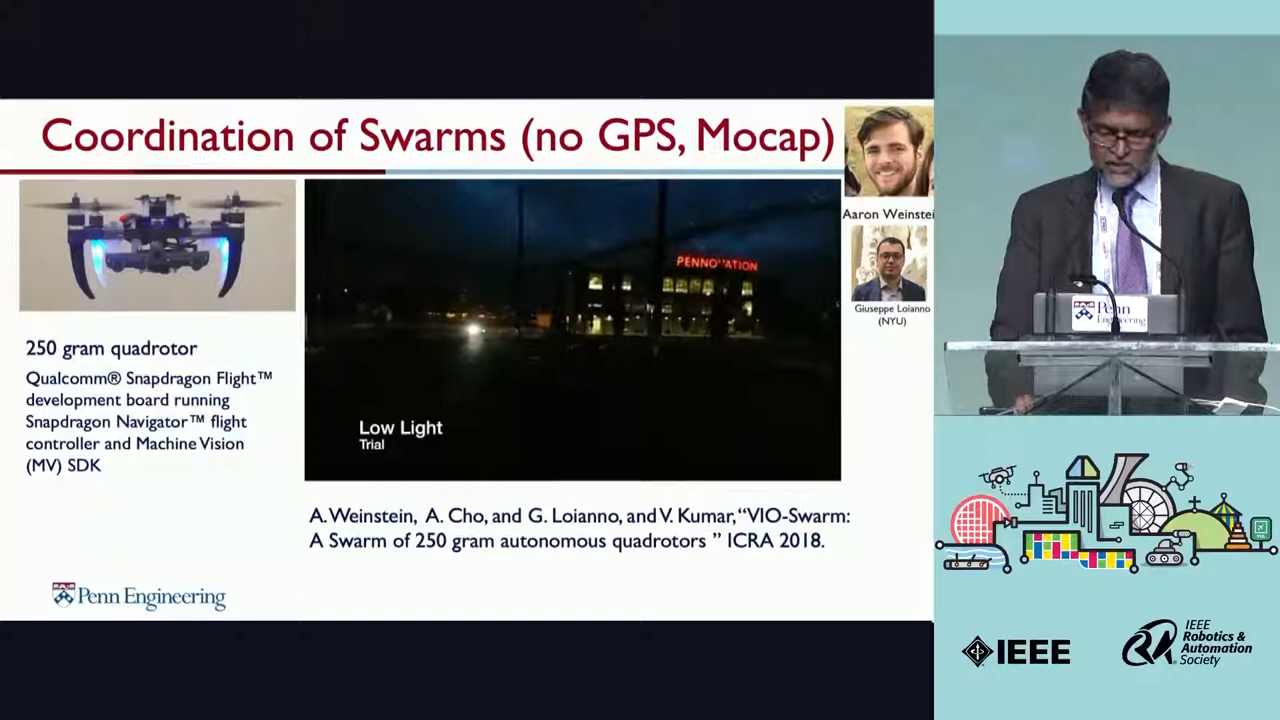 Coordination of Swarms (no GPS, Mocap)
Aaron Weinstei
Giuseppe Loianno
(NYU)
PENNOVATION
Low Light
Trial
250 gram quadrotor
Qualcomm® Snapdragon Flight™
development board running
Snapdragon Navigator™ flight
controller and Machine Vision
(MV) SDK
A. Weinstein, A. Cho, and G. Loianno, and V. Kumar, “VIO-Swarm:
A Swarm of 250 gram autonomous quadrotors ” ICRA 2018.
Penn Engineering
Penn
Engineering
YUL
IEEE
IEEE
Robotics &
Automation
Society